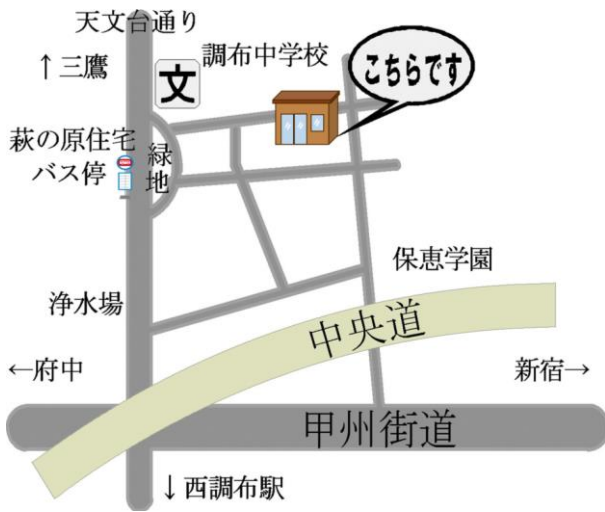 天文台通り
↑三鷹
調布中学校
文
こちらです
萩の原住宅
バス停
緑地
保恵学園
浄水場
中央道
←府中
新宿→
甲州街道
↓西調布駅